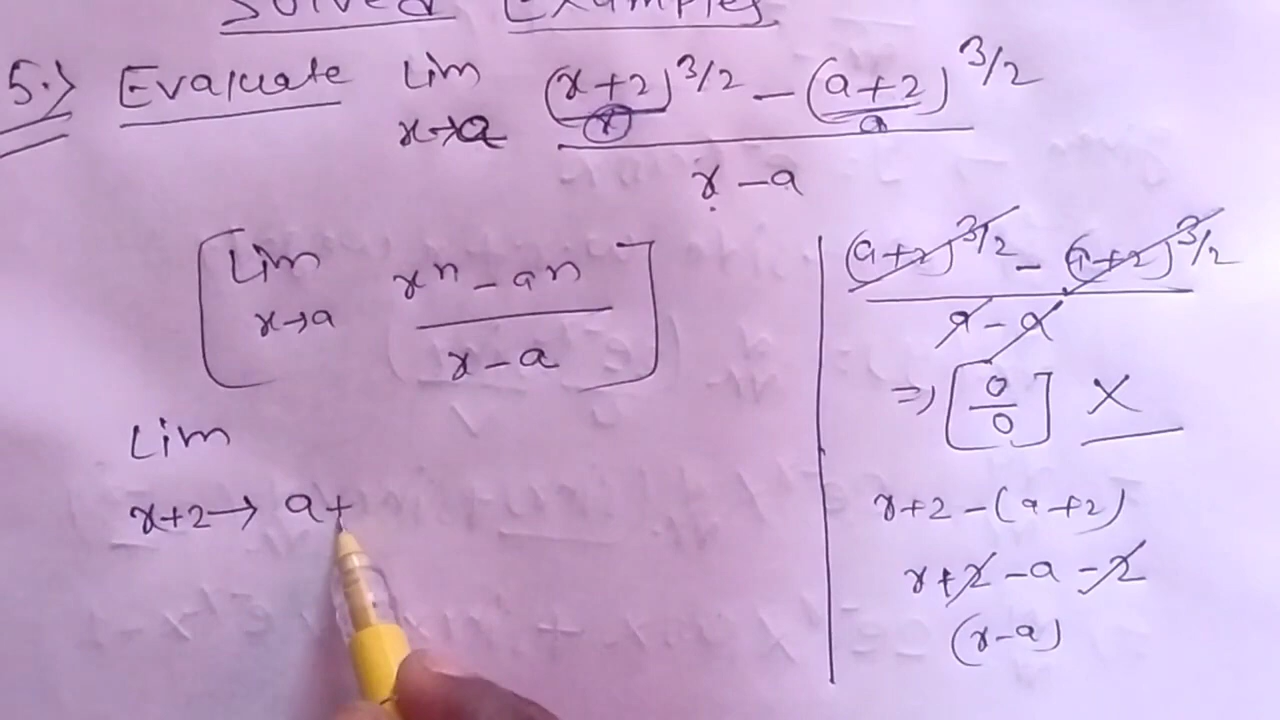 Solved Examples
5.) Evaluate Lim x→a (x+2)^3/2 - (a+2)^3/2
x a
x - a
Lim x→a x^n - a^n
x - a
Lim
x+2 → a+
(a+2)^3/2 - (a+2)^3/2
a - a
⇒ [0/0] X
x+2-(a+2)
x+2-a-2
(x-a)